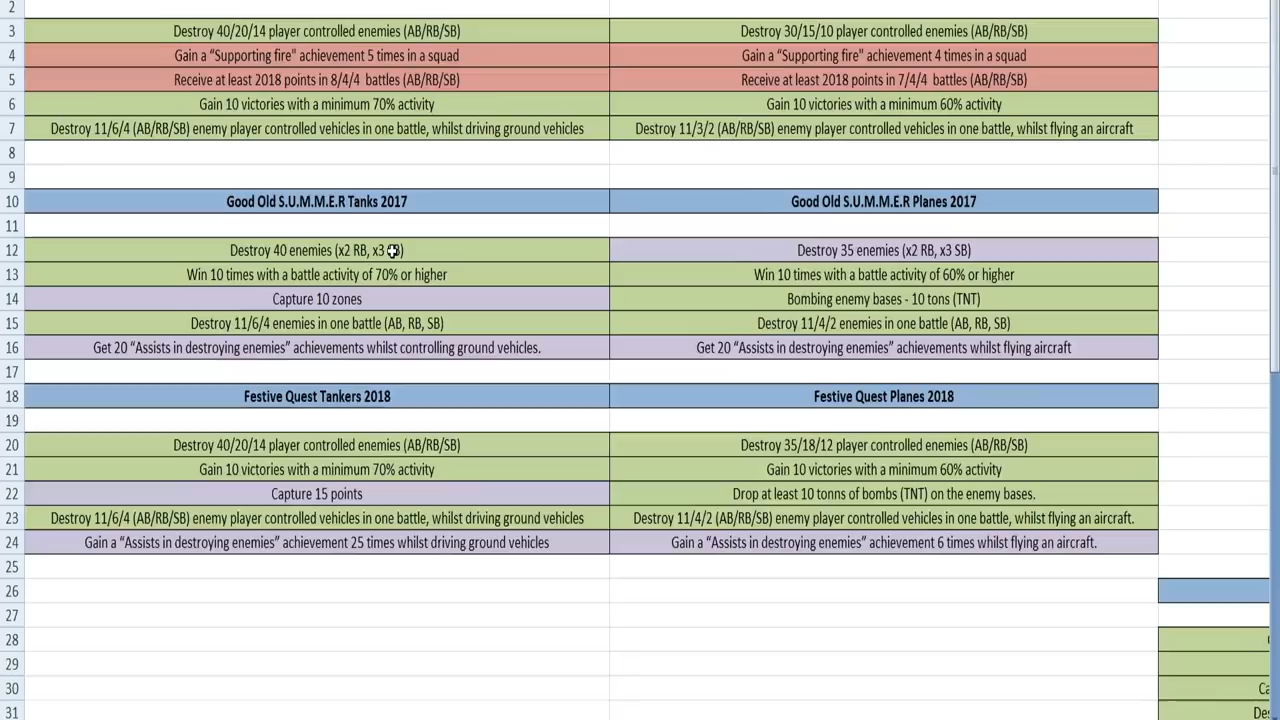 2
3 Destroy 40/20/14 player controlled enemies (AB/RB/SB) Destroy 30/15/10 player controlled enemies (AB/RB/SB)
4 Gain a “Supporting fire” achievement 5 times in a squad Gain a “Supporting fire” achievement 4 times in a squad
5 Receive at least 2018 points in 8/4/4 battles (AB/RB/SB) Receive at least 2018 points in 7/4/4 battles (AB/RB/SB)
6 Gain 10 victories with a minimum 70% activity Gain 10 victories with a minimum 60% activity
7 Destroy 11/6/4 (AB/RB/SB) enemy player controlled vehicles in one battle, whilst driving ground vehicles Destroy 11/3/2 (AB/RB/SB) enemy player controlled vehicles in one battle, whilst flying an aircraft
8
9
10 Good Old S.U.M.M.E.R Tanks 2017 Good Old S.U.M.M.E.R Planes 2017
11
12 Destroy 40 enemies (x2 RB, x3 Destroy 35 enemies (x2 RB, x3 SB)
13 Win 10 times with a battle activity of 70% or higher Win 10 times with a battle activity of 60% or higher
14 Capture 10 zones Bombing enemy bases - 10 tons (TNT)
15 Destroy 11/6/4 enemies in one battle (AB, RB, SB) Destroy 11/4/2 enemies in one battle (AB, RB, SB)
16 Get 20 “Assists in destroying enemies” achievements whilst controlling ground vehicles. Get 20 “Assists in destroying enemies” achievements whilst flying aircraft
17
18 Festive Quest Tankers 2018 Festive Quest Planes 2018
19
20 Destroy 40/20/14 player controlled enemies (AB/RB/SB) Destroy 35/18/12 player controlled enemies (AB/RB/SB)
21 Gain 10 victories with a minimum 70% activity Gain 10 victories with a minimum 60% activity
22 Capture 15 points Drop at least 10 tonnes of bombs (TNT) on the enemy bases.
23 Destroy 11/6/4 (AB/RB/SB) enemy player controlled vehicles in one battle, whilst driving ground vehicles Destroy 11/4/2 (AB/RB/SB) enemy player controlled vehicles in one battle, whilst flying an aircraft.
24 Gain a “Assists in destroying enemies” achievement 25 times whilst driving ground vehicles Gain a “Assists in destroying enemies” achievement 6 times whilst flying an aircraft.
25
26
27
28
29
30 Ca
31 Des